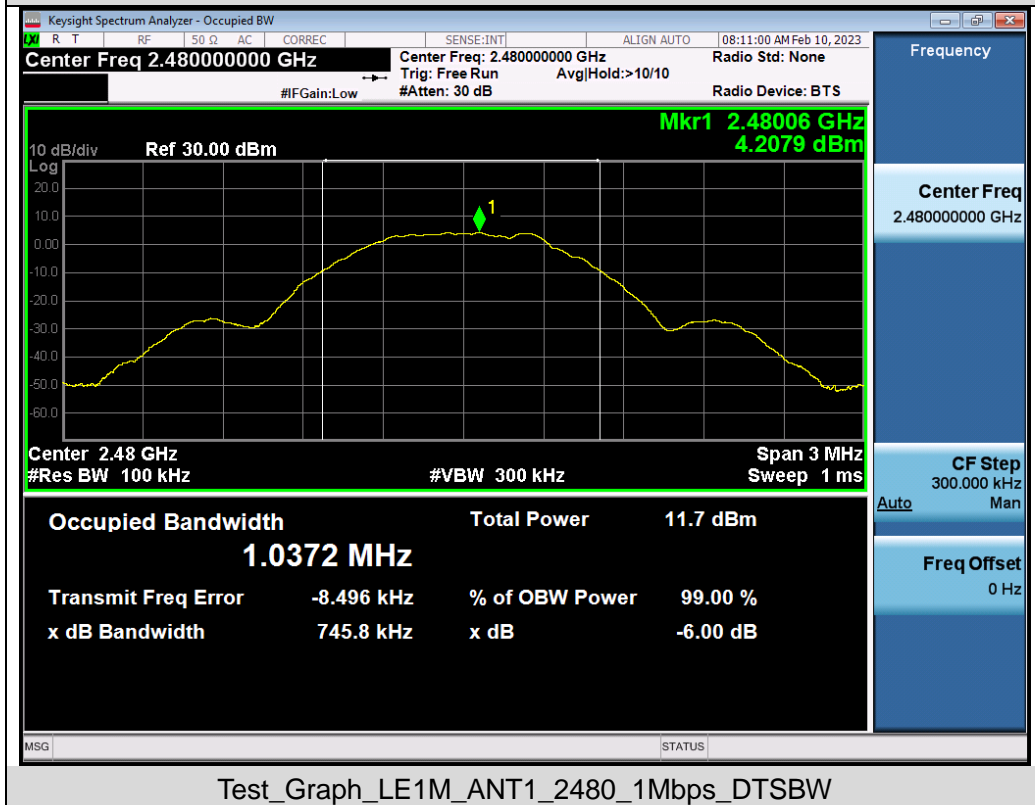 Keysight Spectrum Analyzer - Occupied BW
LXI R T RF 50 Ω AC CORREC SENSE:INT ALIGN AUTO 08:11:00 AM Feb 10, 2023
Center Freq 2.480000000 GHz
Center Freq: 2.480000000 GHz
Radio Std: None
Trig: Free Run Avg|Hold:>10/10
#IFGain:Low #Atten: 30 dB Radio Device: BTS
Frequency
Mkr1 2.48006 GHz
4.2079 dBm
10 dB/div Ref 30.00 dBm
Log
20.0
10.0
0.00
-10.0
-20.0
-30.0
-40.0
-50.0
-60.0
1
Center 2.48 GHz Span 3 MHz
#Res BW 100 kHz #VBW 300 kHz Sweep 1 ms
Center Freq
2.480000000 GHz
CF Step
300.000 kHz
Auto Man
Freq Offset
0 Hz
Occupied Bandwidth Total Power 11.7 dBm
1.0372 MHz
Transmit Freq Error -8.496 kHz % of OBW Power 99.00 %
x dB Bandwidth 745.8 kHz x dB -6.00 dB
MSG STATUS
Test_Graph_LE1M_ANT1_2480_1Mbps_DTSBW